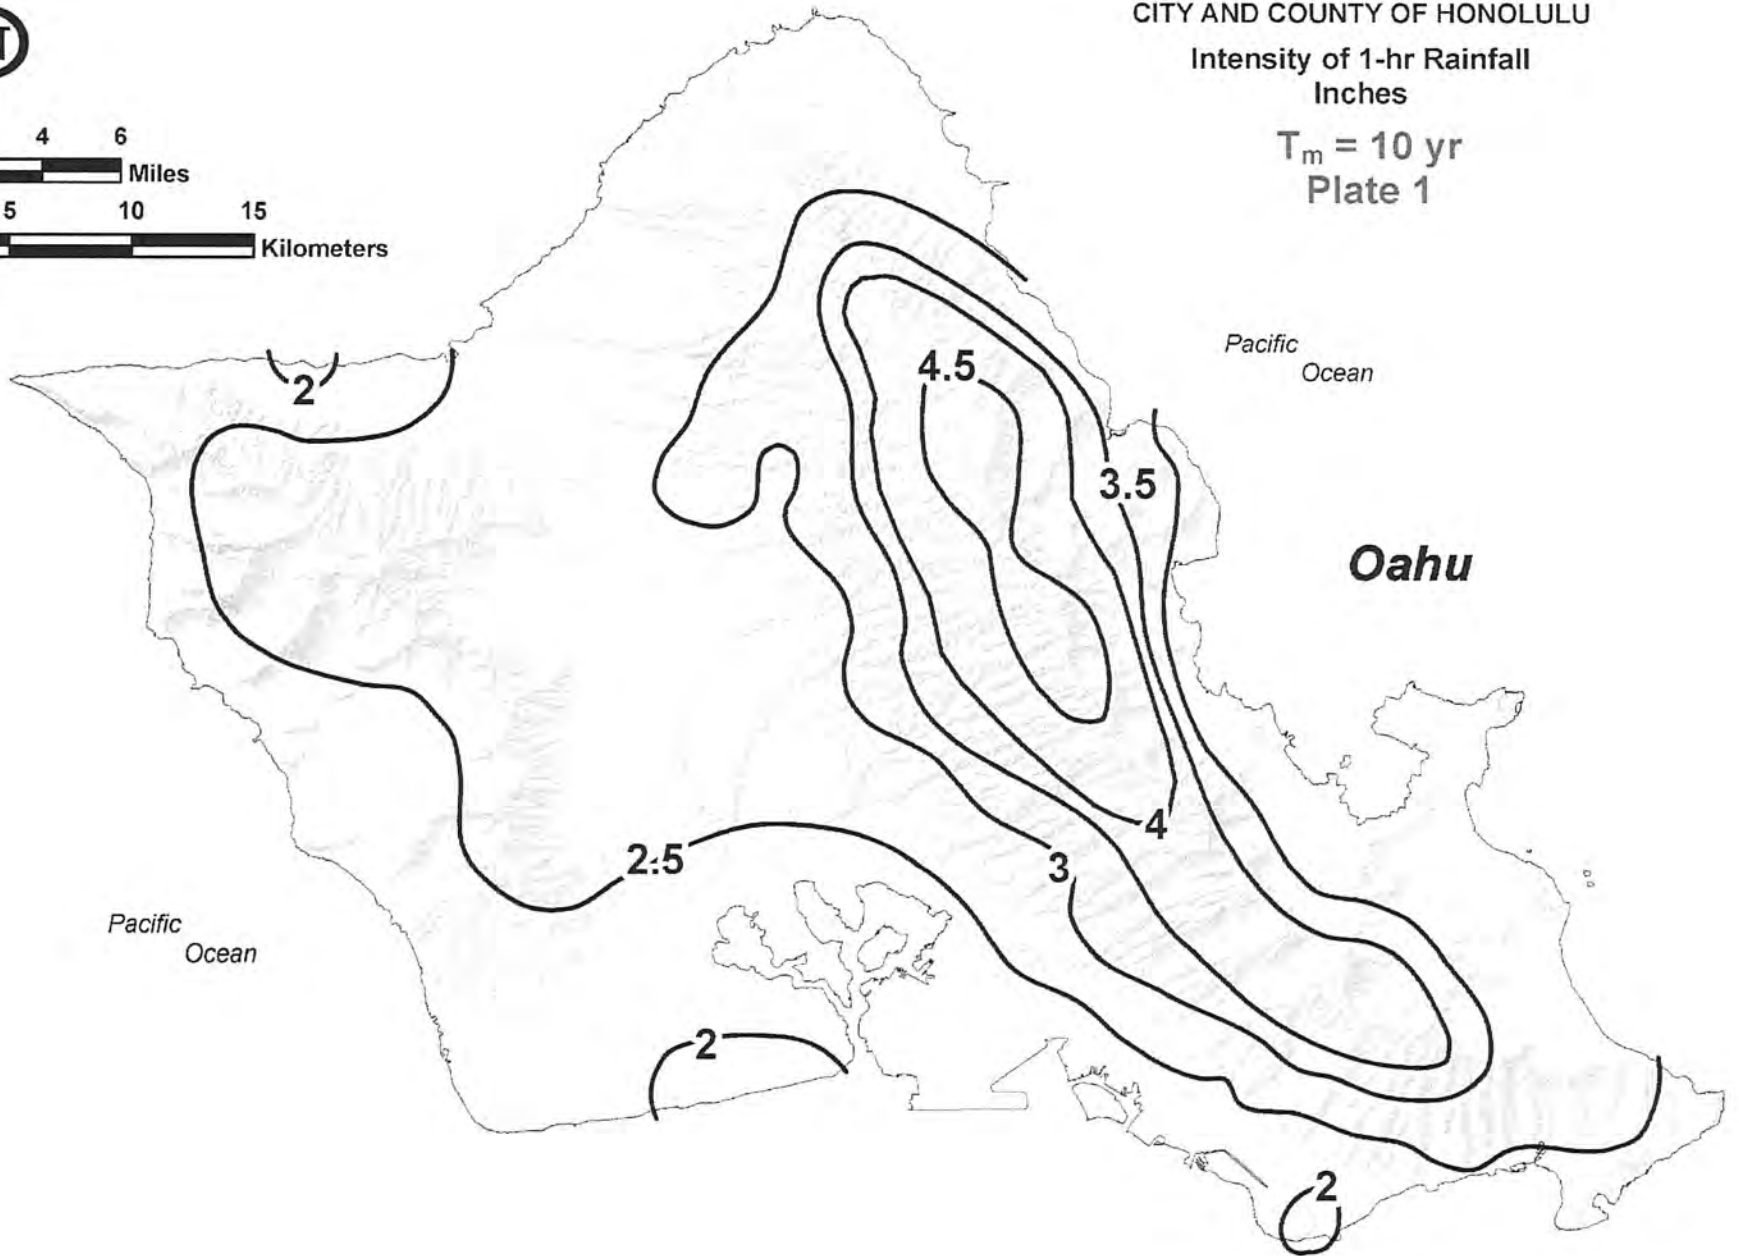 CITY AND COUNTY OF HONOLULU
Intensity of 1-hr Rainfall
Inches
Tm = 10 yr
Plate 1
4 6
Miles
5 10 15
Kilometers
Pacific
Ocean
2
4.5
3.5
Oahu
4
2.5
3
Pacific
Ocean
2
2